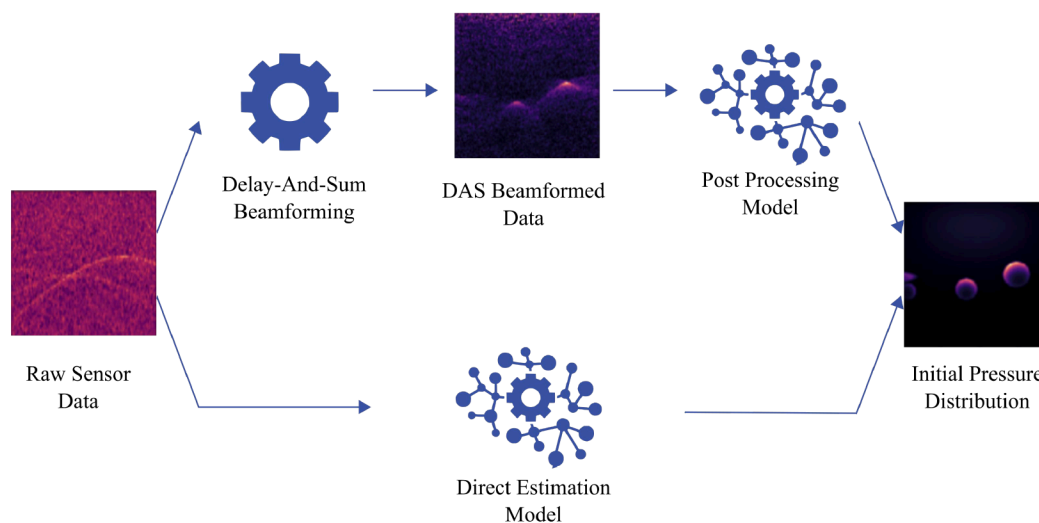 Delay-And-Sum
Beamforming
DAS Beamformed
Data
Post Processing
Model
Raw Sensor
Data
Initial Pressure
Distribution
Direct Estimation
Model